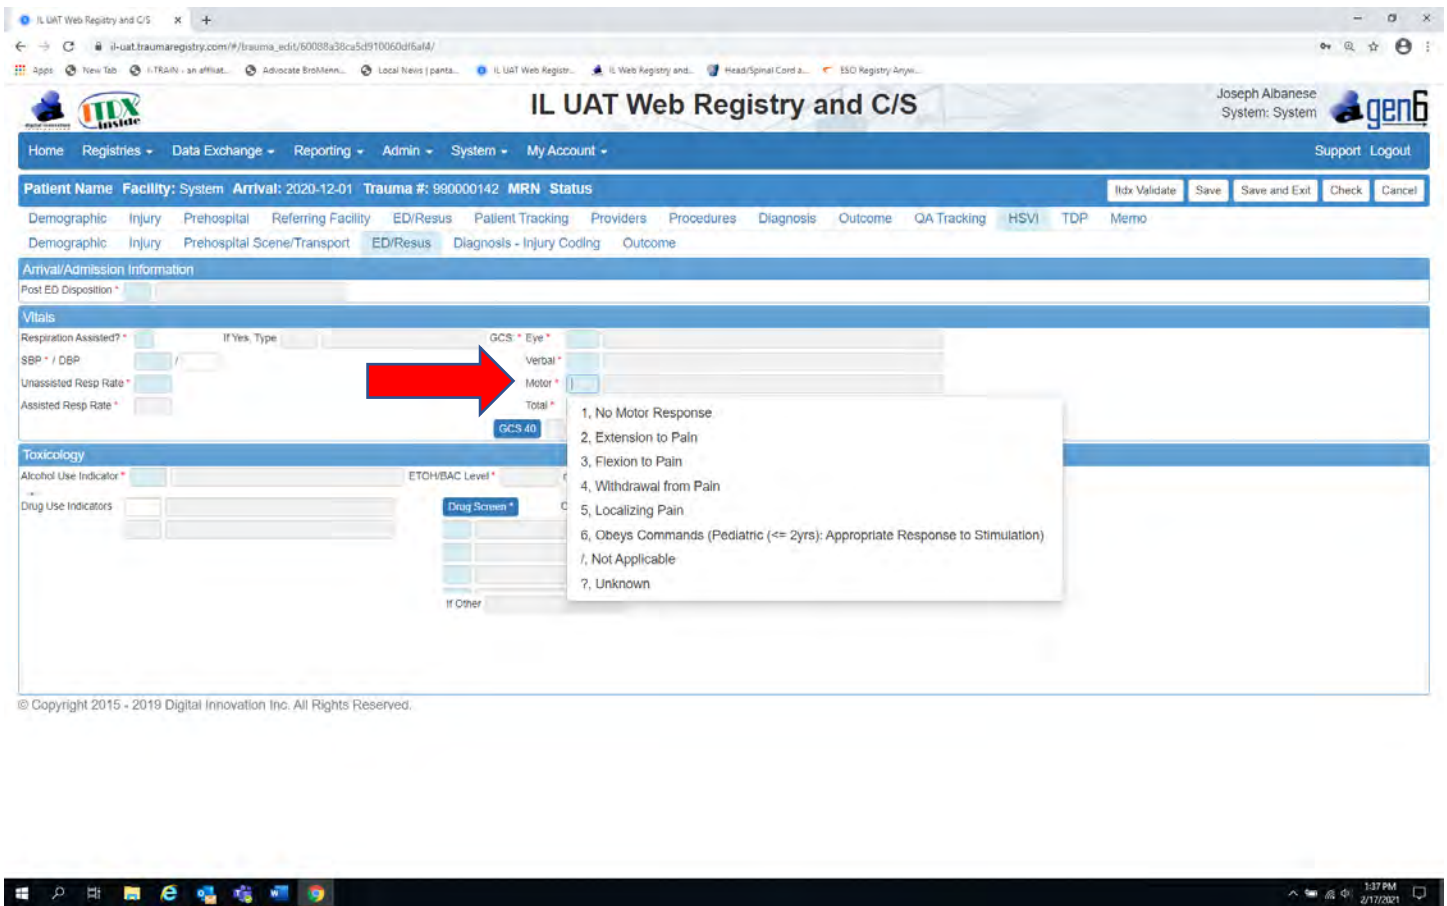 IL UAT Web Registry and C/S
il-uat.traumaregistry.com/#/trauma_edit/60088a38ca5d910060df6af4/
Apps New Tab I-TRAIN - an affiliat... Advocate BroMenn... Local News | panta... IL UAT Web Registr... IL Web Registry and... Head/Spinal Cord a... ESO Registry Anyw...
digital innovation ITDX inside IL UAT Web Registry and C/S Joseph Albanese
System: System gen6
Home Registries Data Exchange Reporting Admin System My Account Support Logout
Patient Name Facility: System Arrival: 2020-12-01 Trauma #: 990000142 MRN Status Itdx Validate Save Save and Exit Check Cancel
Demographic Injury Prehospital Referring Facility ED/Resus Patient Tracking Providers Procedures Diagnosis Outcome QA Tracking HSVI TDP Memo
Demographic Injury Prehospital Scene/Transport ED/Resus Diagnosis - Injury Coding Outcome
Arrival/Admission Information
Post ED Disposition *
Vitals
Respiration Assisted? * If Yes, Type GCS: * Eye *
SBP * / DBP / Verbal *
Unassisted Resp Rate * Motor *
Assisted Resp Rate * Total *
GCS 40
1, No Motor Response
2, Extension to Pain
3, Flexion to Pain
4, Withdrawal from Pain
5, Localizing Pain
6, Obeys Commands (Pediatric (<= 2yrs): Appropriate Response to Stimulation)
/, Not Applicable
?, Unknown
Toxicology
Alcohol Use Indicator * ETOH/BAC Level *
Drug Use Indicators Drug Screen *
If Other
© Copyright 2015 - 2019 Digital Innovation Inc. All Rights Reserved.
1:37 PM
2/17/2021